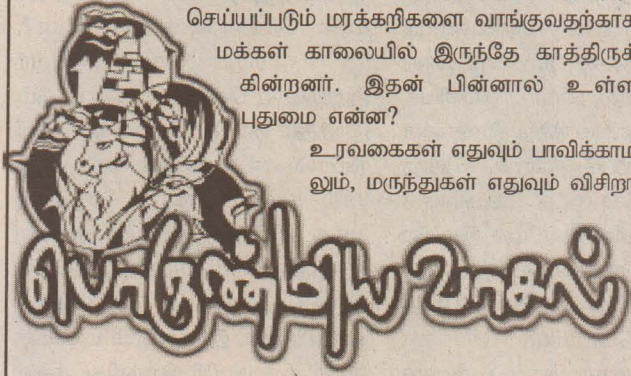 செய்யப்படும் மரக்கறிகளை வாங்குவதற்காக
மக்கள் காலையில் இருந்தே காத்திருக்
கின்றனர். இதன் பின்னால் உள்ள
புதுமை என்ன?
உரவகைகள் எதுவும் பாவிக்காம
லும், மருந்துகள் எதுவும் விசிறா
பொருண்மிய வாசல்